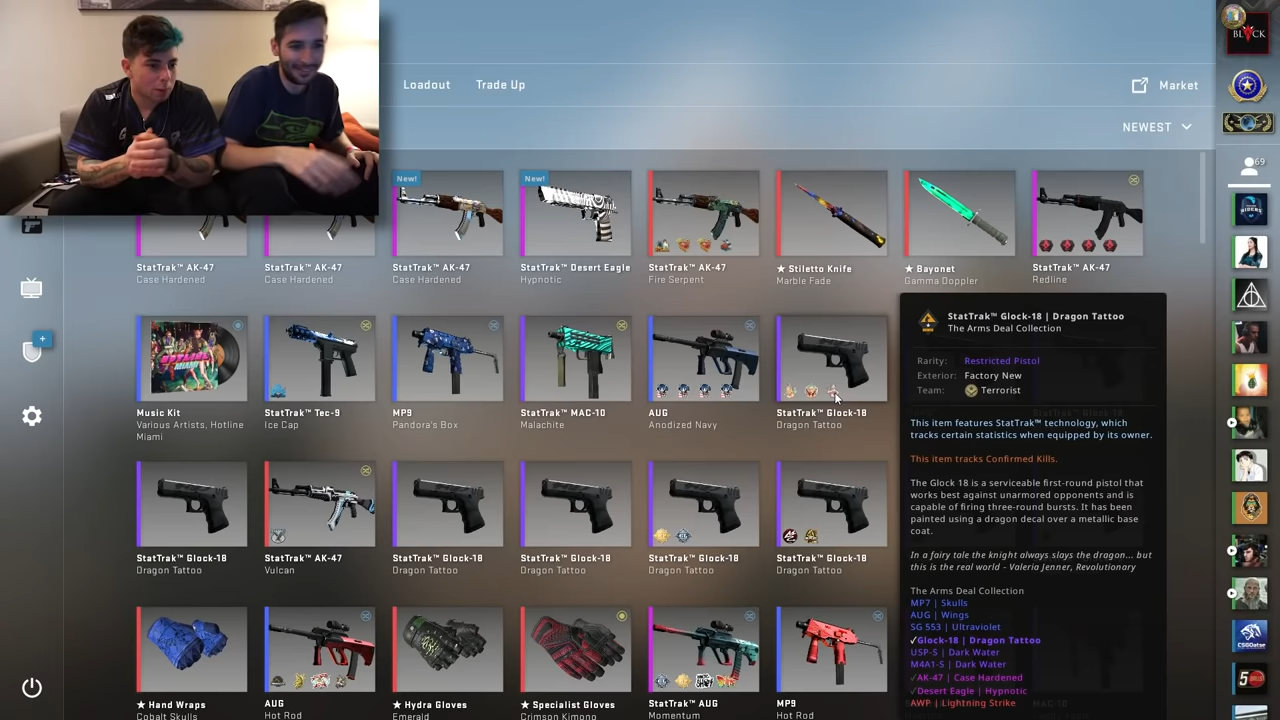 Loadout
Trade Up
Market
BLACK
NEWEST
69
New!
New!
StatTrak™ AK-47
Case Hardened
StatTrak™ AK-47
Case Hardened
StatTrak™ AK-47
Case Hardened
StatTrak™ Desert Eagle
Hypnotic
StatTrak™ AK-47
Fire Serpent
★ Stiletto Knife
Marble Fade
★ Bayonet
Gamma Doppler
StatTrak™ AK-47
Redline
Music Kit
Various Artists, Hotline
Miami
StatTrak™ Tec-9
Ice Cap
MP9
Pandora's Box
StatTrak™ MAC-10
Malachite
AUG
Anodized Navy
StatTrak™ Glock-18
Dragon Tattoo
StatTrak™ Glock-18 | Dragon Tattoo
The Arms Deal Collection
Rarity: Restricted Pistol
Exterior: Factory New
Team: Terrorist
This item features StatTrak™ technology, which
tracks certain statistics when equipped by its owner.
This item tracks Confirmed Kills.
The Glock 18 is a serviceable first-round pistol that
works best against unarmored opponents and is
capable of firing three-round bursts. It has been
painted using a dragon decal over a metallic base
coat.
In a fairy tale the knight always slays the dragon... but
this is the real world - Valeria Jenner, Revolutionary
The Arms Deal Collection
MP7 | Skulls
AUG | Wings
SG 553 | Ultraviolet
✓Glock-18 | Dragon Tattoo
USP-S | Dark Water
M4A1-S | Dark Water
✓AK-47 | Case Hardened
✓Desert Eagle | Hypnotic
AWP | Lightning Strike
StatTrak™ Glock-18
Dragon Tattoo
StatTrak™ AK-47
Vulcan
StatTrak™ Glock-18
Dragon Tattoo
StatTrak™ Glock-18
Dragon Tattoo
StatTrak™ Glock-18
Dragon Tattoo
StatTrak™ Glock-18
Dragon Tattoo
★ Hand Wraps
Cobalt Skulls
AUG
Hot Rod
★ Hydra Gloves
Emerald
★ Specialist Gloves
Crimson Kimono
StatTrak™ AUG
Momentum
MP9
Hot Rod
MAC-10